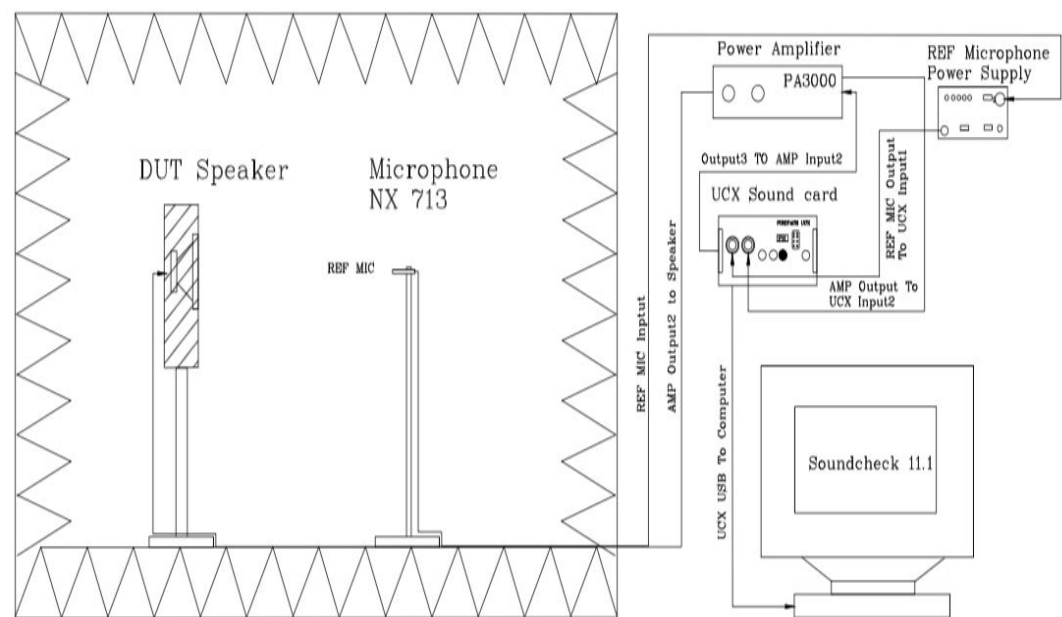 Power Amplifier
PA3000
REF Microphone
Power Supply
DUT Speaker
Microphone
NX 713
REF MIC
Output3 TO AMP Input2
UCX Sound card
REF MIC Output
To UCX Input1
AMP Output To
UCX Input2
REF MIC Inptut
AMP Output2 to Speaker
UCX USB To Computer
Soundcheck 11.1